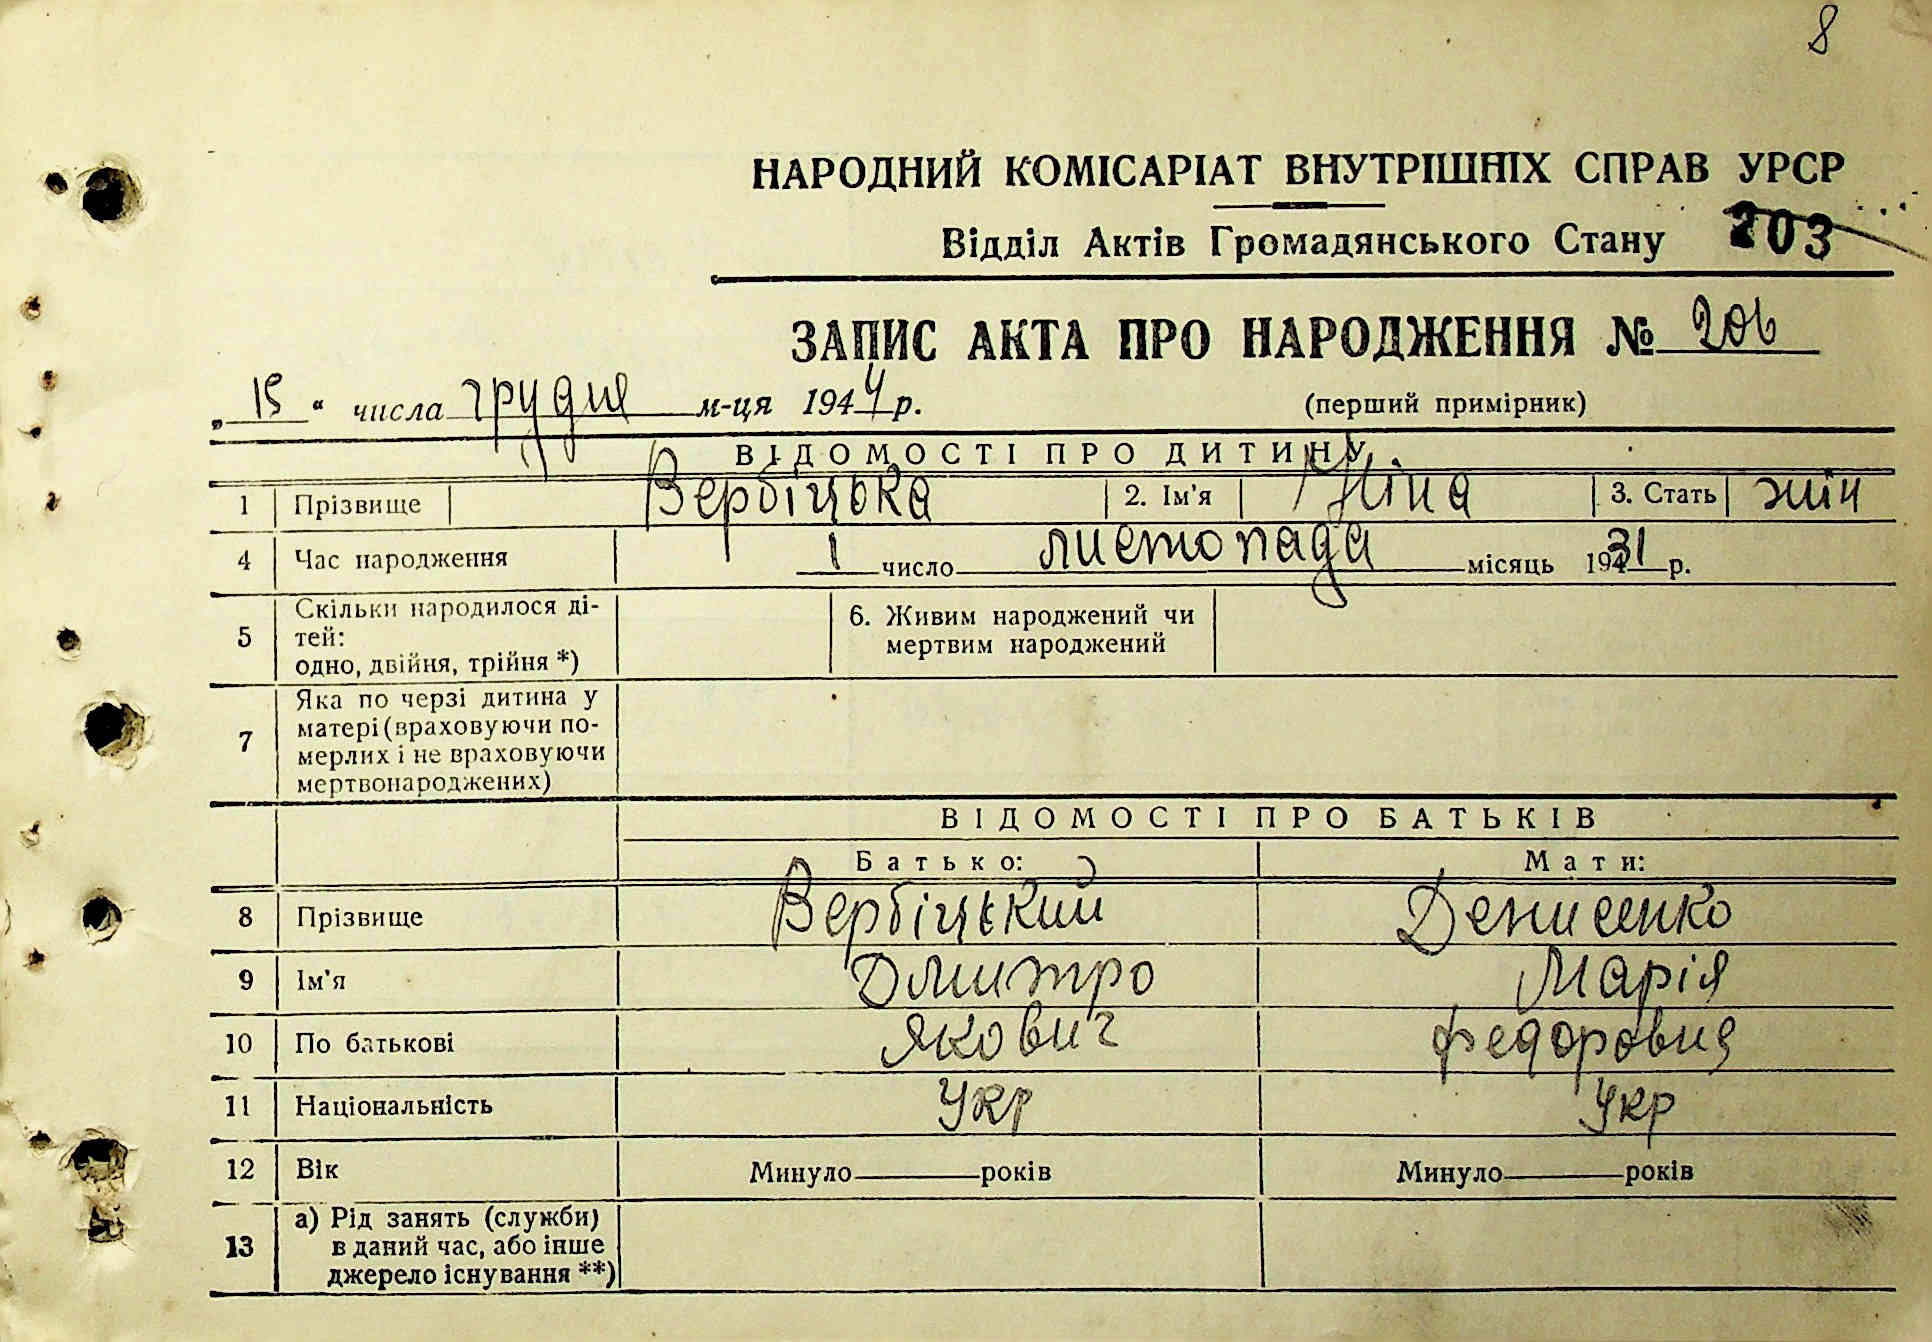 8
НАРОДНИЙ КОМІСАРІАТ ВНУТРІШНІХ СПРАВ УРСР
Відділ Актів Громадянського Стану 203
ЗАПИС АКТА ПРО НАРОДЖЕННЯ № 206
„ 15 “ числа грудня м-ця 1944 р. (перший примірник)
ВІДОМОСТІ ПРО ДИТИНУ
1 Прізвище Вербіцька 2. Ім'я Ніна 3. Стать жін
4 Час народження 1 число листопада місяць 1931 р.
5 Скільки народилося ді-
тей:
одно, двійня, трійня *)
6. Живим народжений чи
мертвим народжений
7 Яка по черзі дитина у
матері (враховуючи по-
мерлих і не враховуючи
мертвонароджених)
ВІДОМОСТІ ПРО БАТЬКІВ
Батько: Мати:
8 Прізвище Вербіцький Денисенко
9 Ім'я Дмитро Марія
10 По батькові Якович Федоровна
11 Національність Укр Укр
12 Вік Минуло років Минуло років
13 а) Рід занять (служби)
в даний час, або інше
джерело існування **)